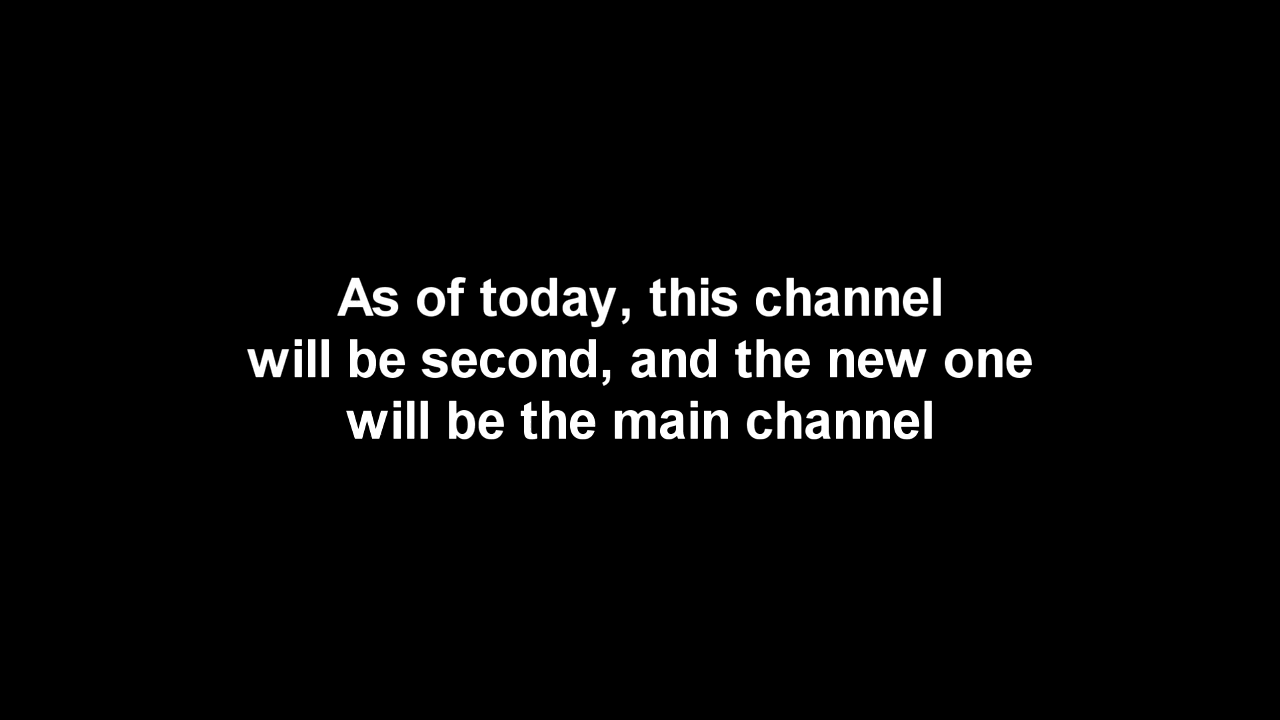 As of today, this channel
will be second, and the new one
will be the main channel